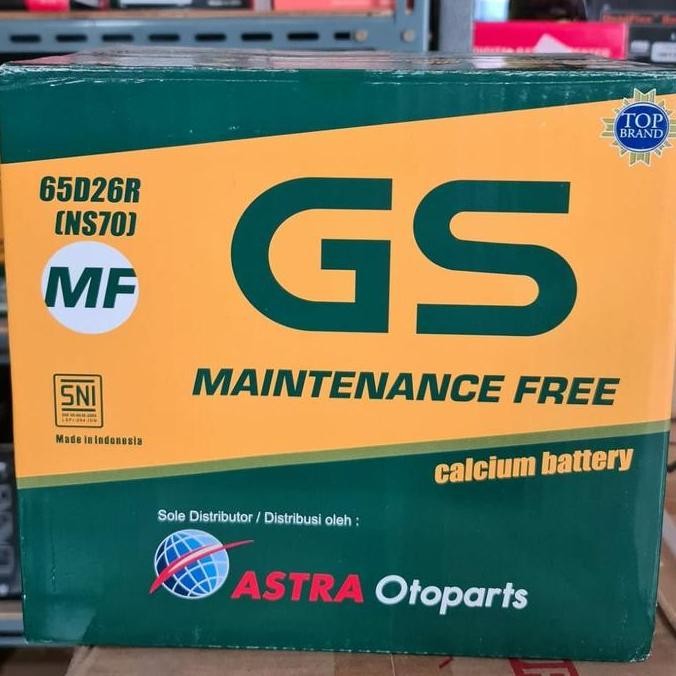 TOP
BRAND
65D26R
(NS70)
MF
GS
MAINTENANCE FREE
SNI
Made in Indonesia
calcium battery
Sole Distributor / Distribusi oleh :
ASTRA Otoparts